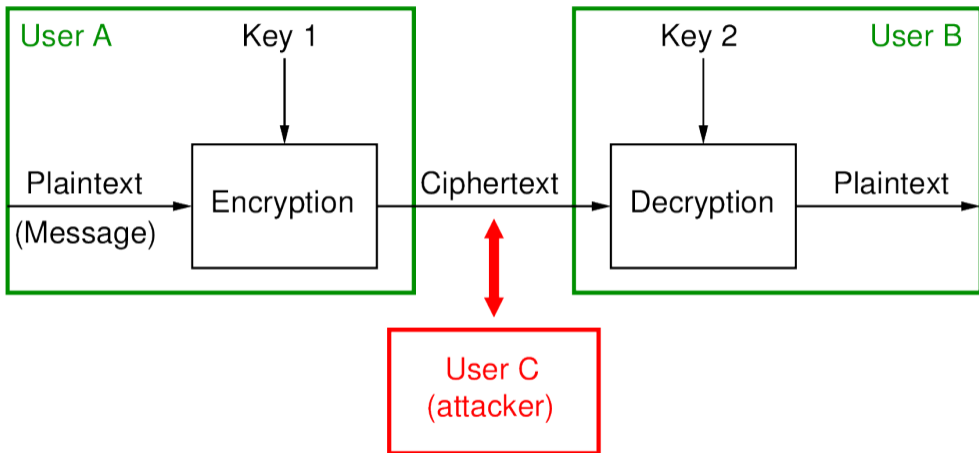 User A
Key 1
Key 2
User B
Plaintext
(Message)
Encryption
Ciphertext
Decryption
Plaintext
User C
(attacker)